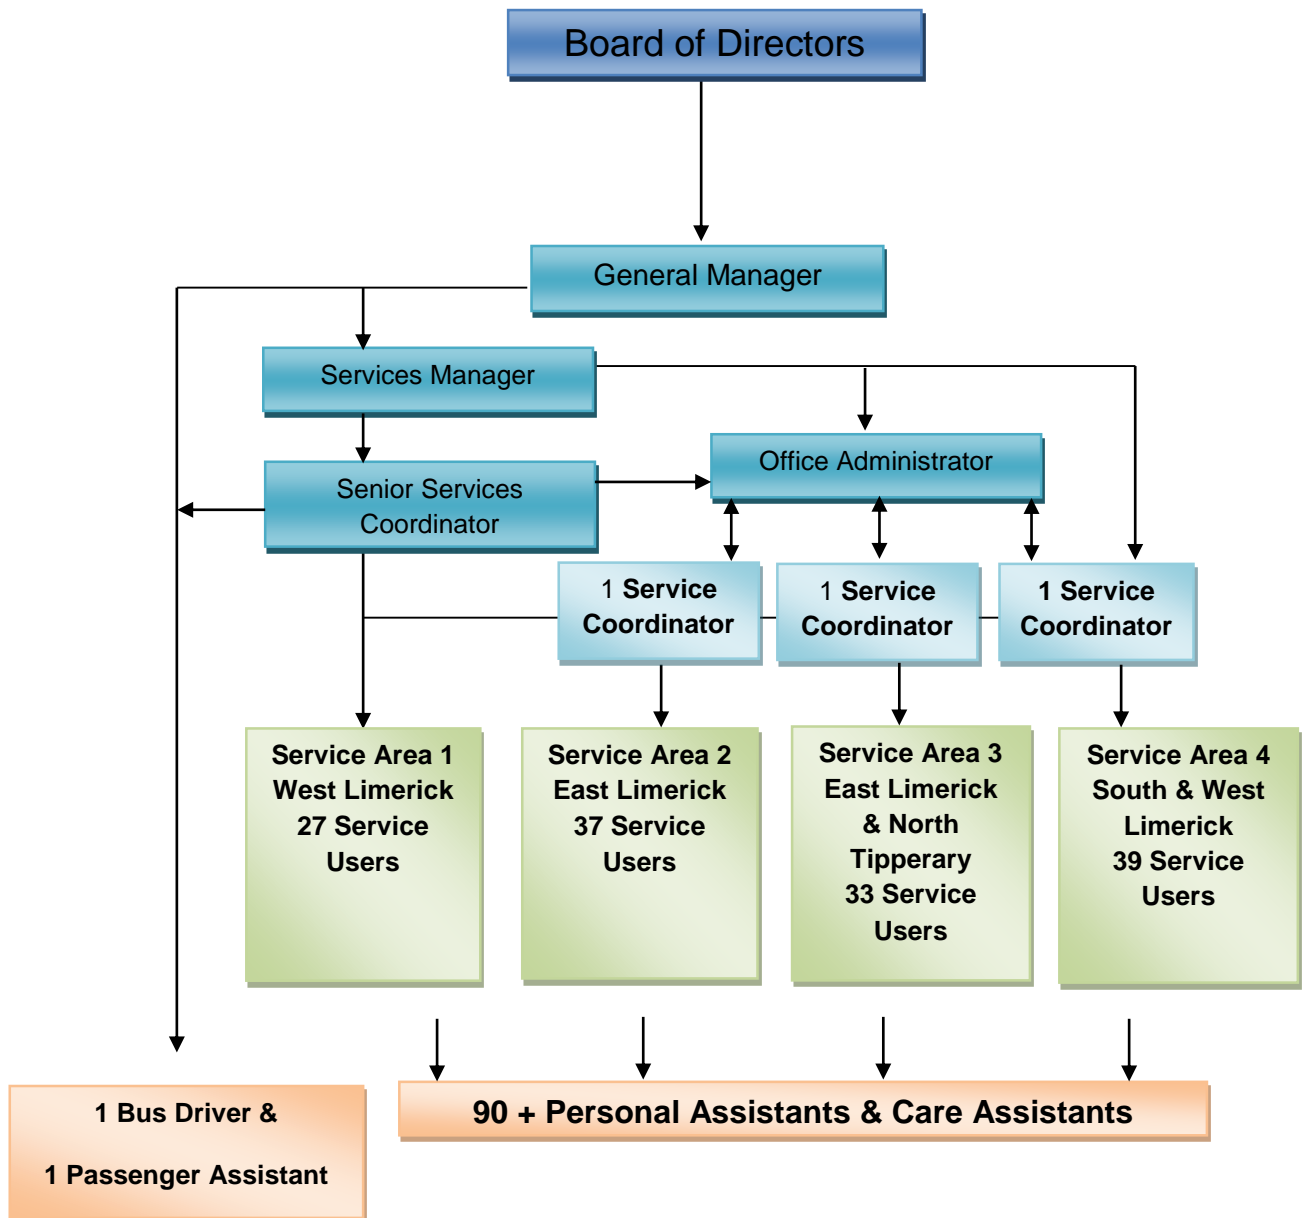 Board of Directors
General Manager
Services Manager
Office Administrator
Senior Services
Coordinator
1 Service
Coordinator
1 Service
Coordinator
1 Service
Coordinator
Service Area 1
West Limerick
27 Service
Users
Service Area 2
East Limerick
37 Service
Users
Service Area 3
East Limerick
& North
Tipperary
33 Service
Users
Service Area 4
South & West
Limerick
39 Service
Users
1 Bus Driver &
1 Passenger Assistant
90 + Personal Assistants & Care Assistants